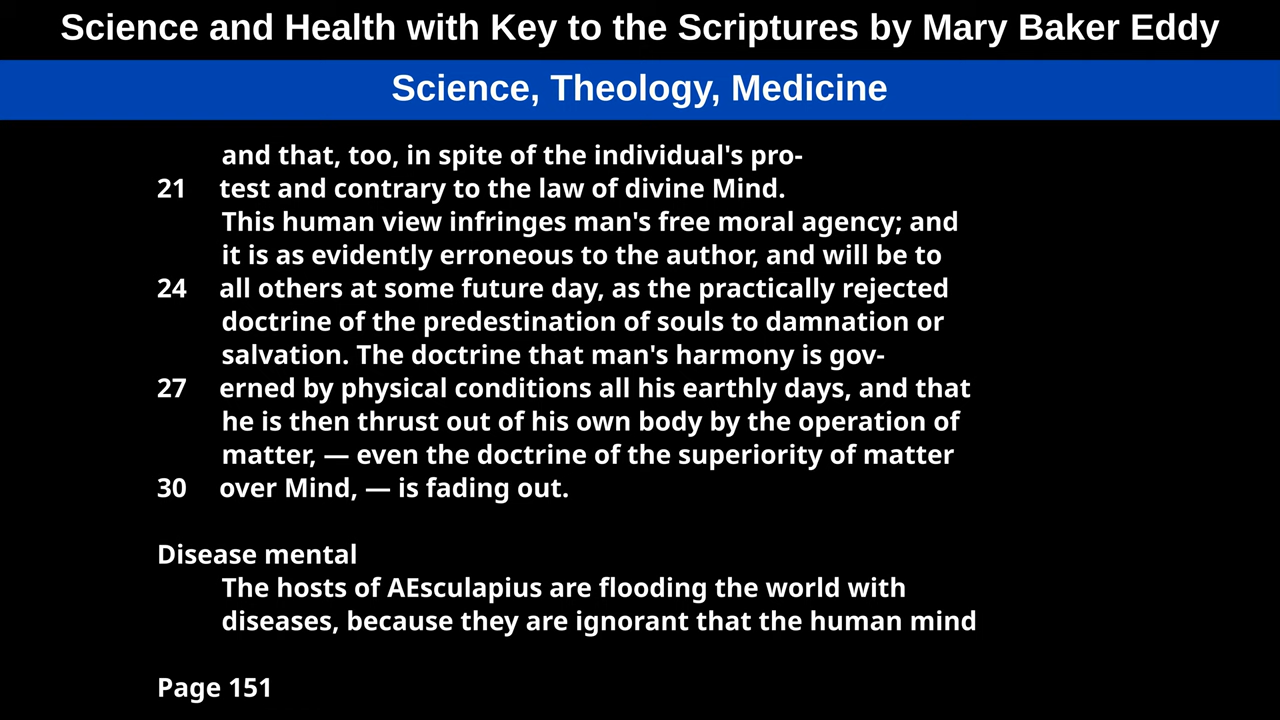 Science and Health with Key to the Scriptures by Mary Baker Eddy
Science, Theology, Medicine
and that, too, in spite of the individual's pro-
21 test and contrary to the law of divine Mind.
This human view infringes man's free moral agency; and
it is as evidently erroneous to the author, and will be to
24 all others at some future day, as the practically rejected
doctrine of the predestination of souls to damnation or
salvation. The doctrine that man's harmony is gov-
27 erned by physical conditions all his earthly days, and that
he is then thrust out of his own body by the operation of
matter, — even the doctrine of the superiority of matter
30 over Mind, — is fading out.
Disease mental
The hosts of AEsculapius are flooding the world with
diseases, because they are ignorant that the human mind
Page 151